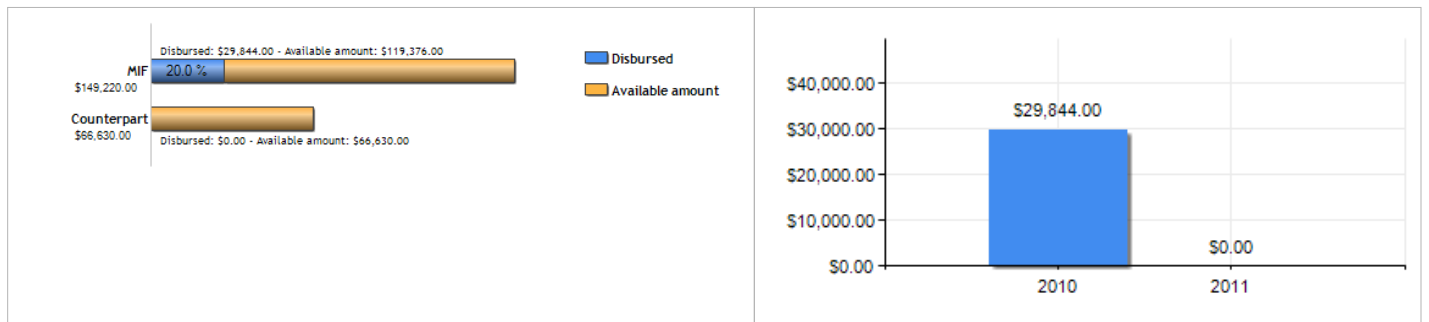 Disbursed: $29,844.00 - Available amount: $119,376.00
MIF
20.0 %
$149,220.00
Counterpart
$66,630.00
Disbursed: $0.00 - Available amount: $66,630.00
Disbursed
Available amount
$40,000.00
$30,000.00
$20,000.00
$10,000.00
$0.00
$29,844.00
$0.00
2010 2011